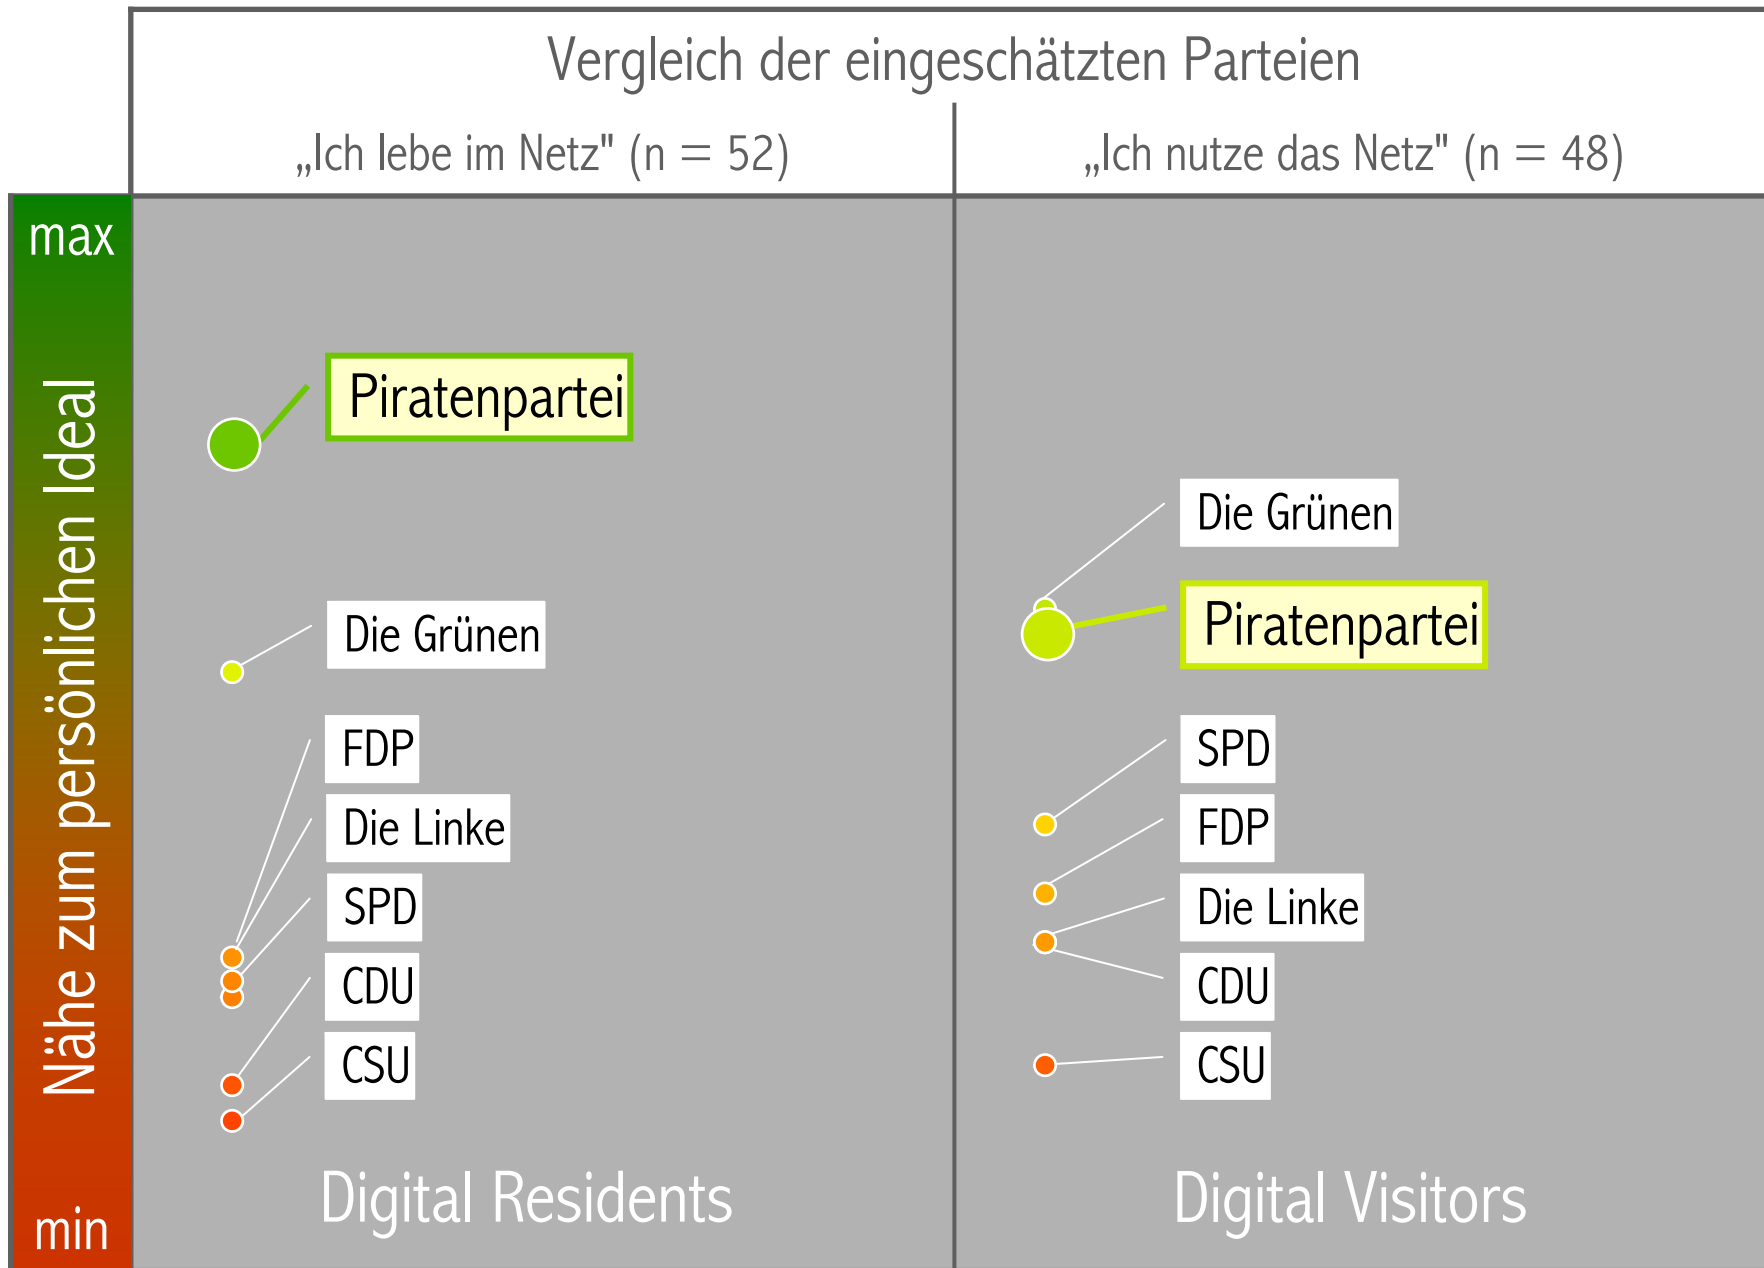 Vergleich der eingeschätzten Parteien
„Ich lebe im Netz" (n = 52)
„Ich nutze das Netz" (n = 48)
max
Nähe zum persönlichen Ideal
min
Piratenpartei
Die Grünen
FDP
Die Linke
SPD
CDU
CSU
Digital Residents
Die Grünen
Piratenpartei
SPD
FDP
Die Linke
CDU
CSU
Digital Visitors